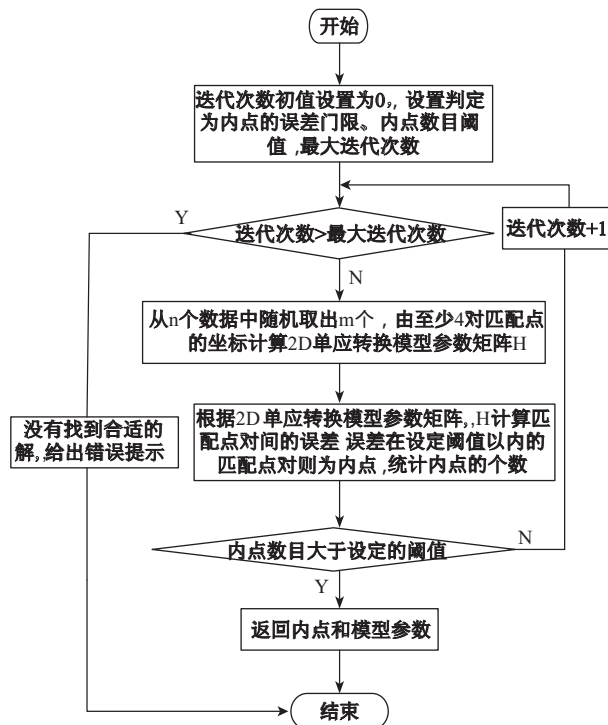 开始
迭代次数初值设置为0,，设置判定
为内点的误差门限、内点数目阈
值 ,最大迭代次数
Y
迭代次数>最大迭代次数
迭代次数+1
N
从n个数据中随机取出m个，由至少4对匹配点
的坐标计算2D单应转换模型参数矩阵H
没有找到合适的
解,,给出错误提示
根据2D单应转换模型参数矩阵,,H计算匹
配点对间的误差 误差在设定阈值以内的
匹配点对则为内点 ,统计内点的个数
内点数目大于设定的阈值
N
Y
返回内点和模型参数
结束